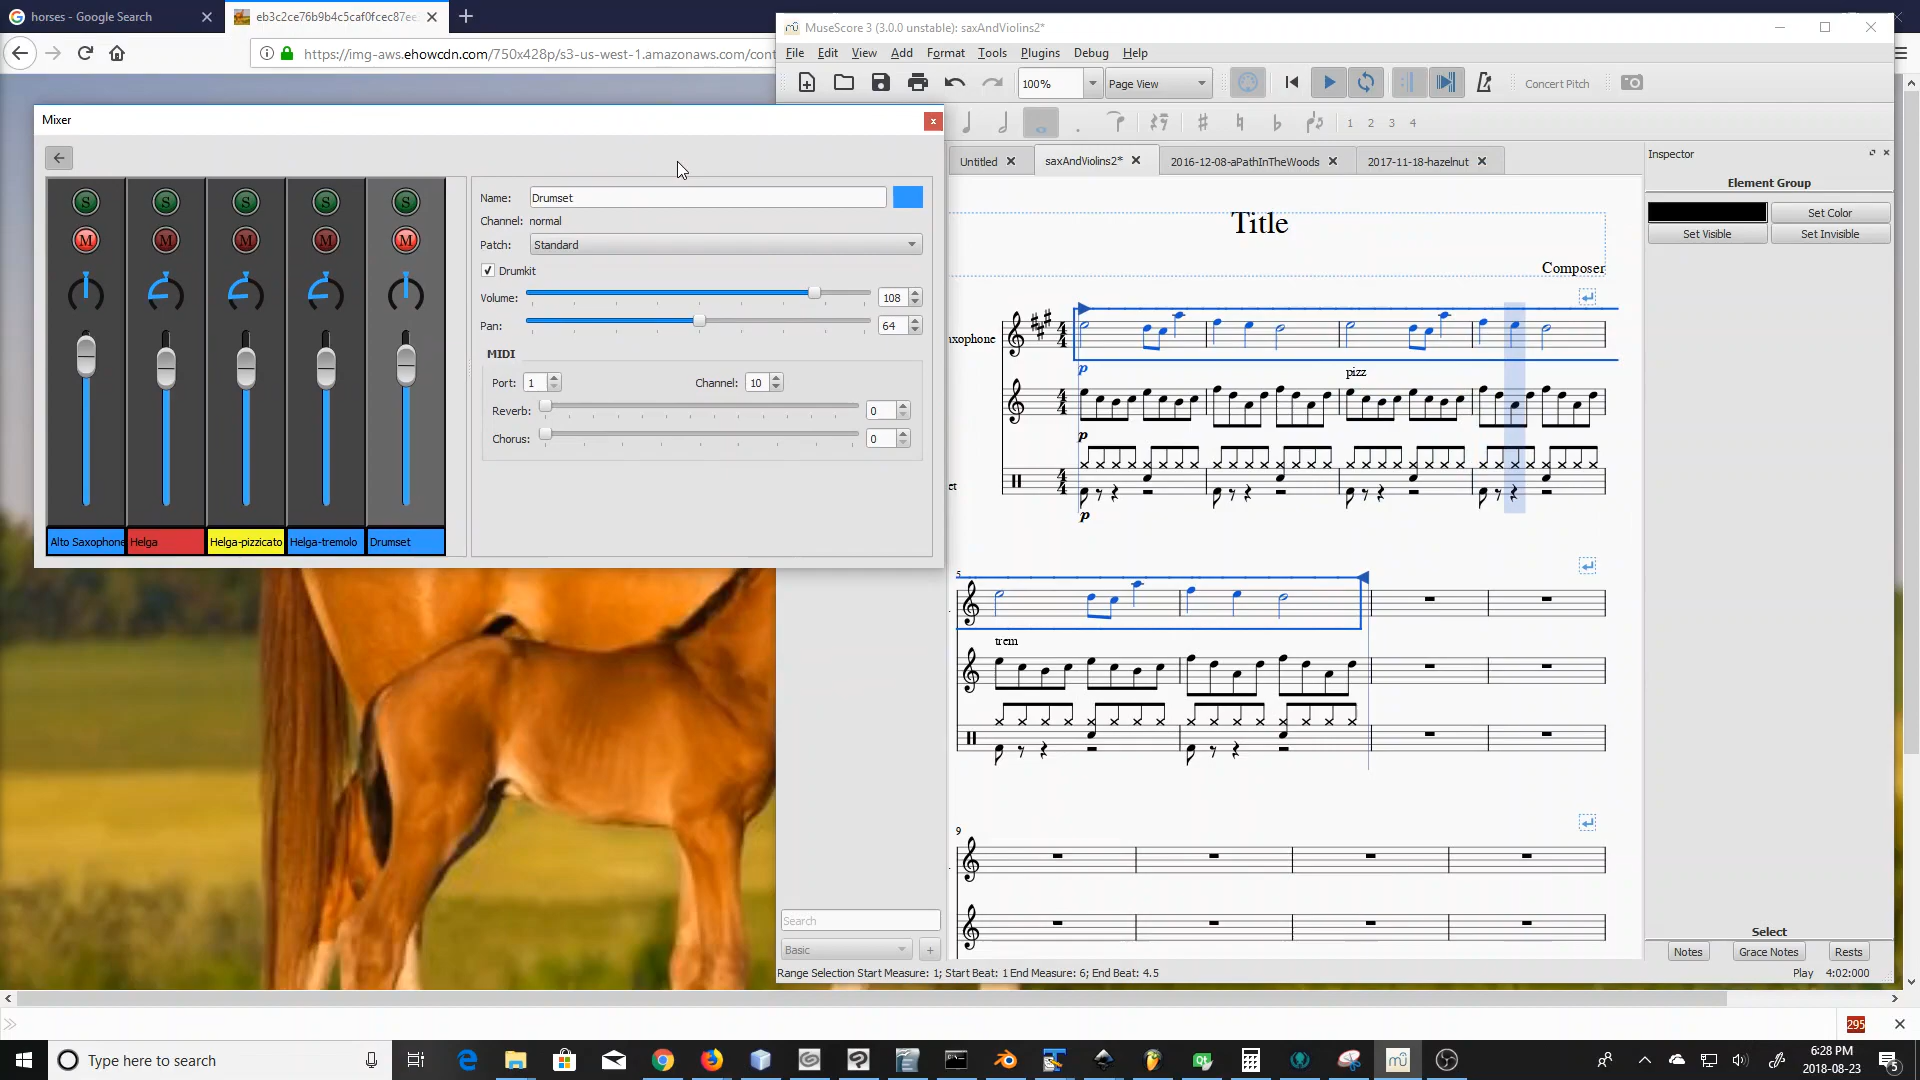 horses - Google Search
eb3c2ce76b9b4c5caf0fcec87ee
https://img-aws.ehowcdn.com/750x428p/s3-us-west-1.amazonaws.com/cont
MuseScore 3 (3.0.0 unstable): saxAndViolins2*
File Edit View Add Format Tools Plugins Debug Help
100% Page View Concert Pitch
1 2 3 4
Untitled saxAndViolins2* 2016-12-08-aPathInTheWoods 2017-11-18-hazelnut
Mixer
S S S S S
M M M M M
Alto Saxophone Helga Helga-pizzicato Helga-tremolo Drumset
Name: Drumset
Channel: normal
Patch: Standard
Drumkit
Volume: 108
Pan: 64
MIDI
Port: 1 Channel: 10
Reverb: 0
Chorus: 0
Title
Composer
xophone
p
pizz
p
et
p
5
trem
9
Inspector
Element Group
Set Color
Set Visible Set Invisible
Select
Notes Grace Notes Rests
Search
Basic
Range Selection Start Measure: 1; Start Beat: 1 End Measure: 6; End Beat: 4.5
Play 4:02:000
295
Type here to search
6:28 PM
2018-08-23
5